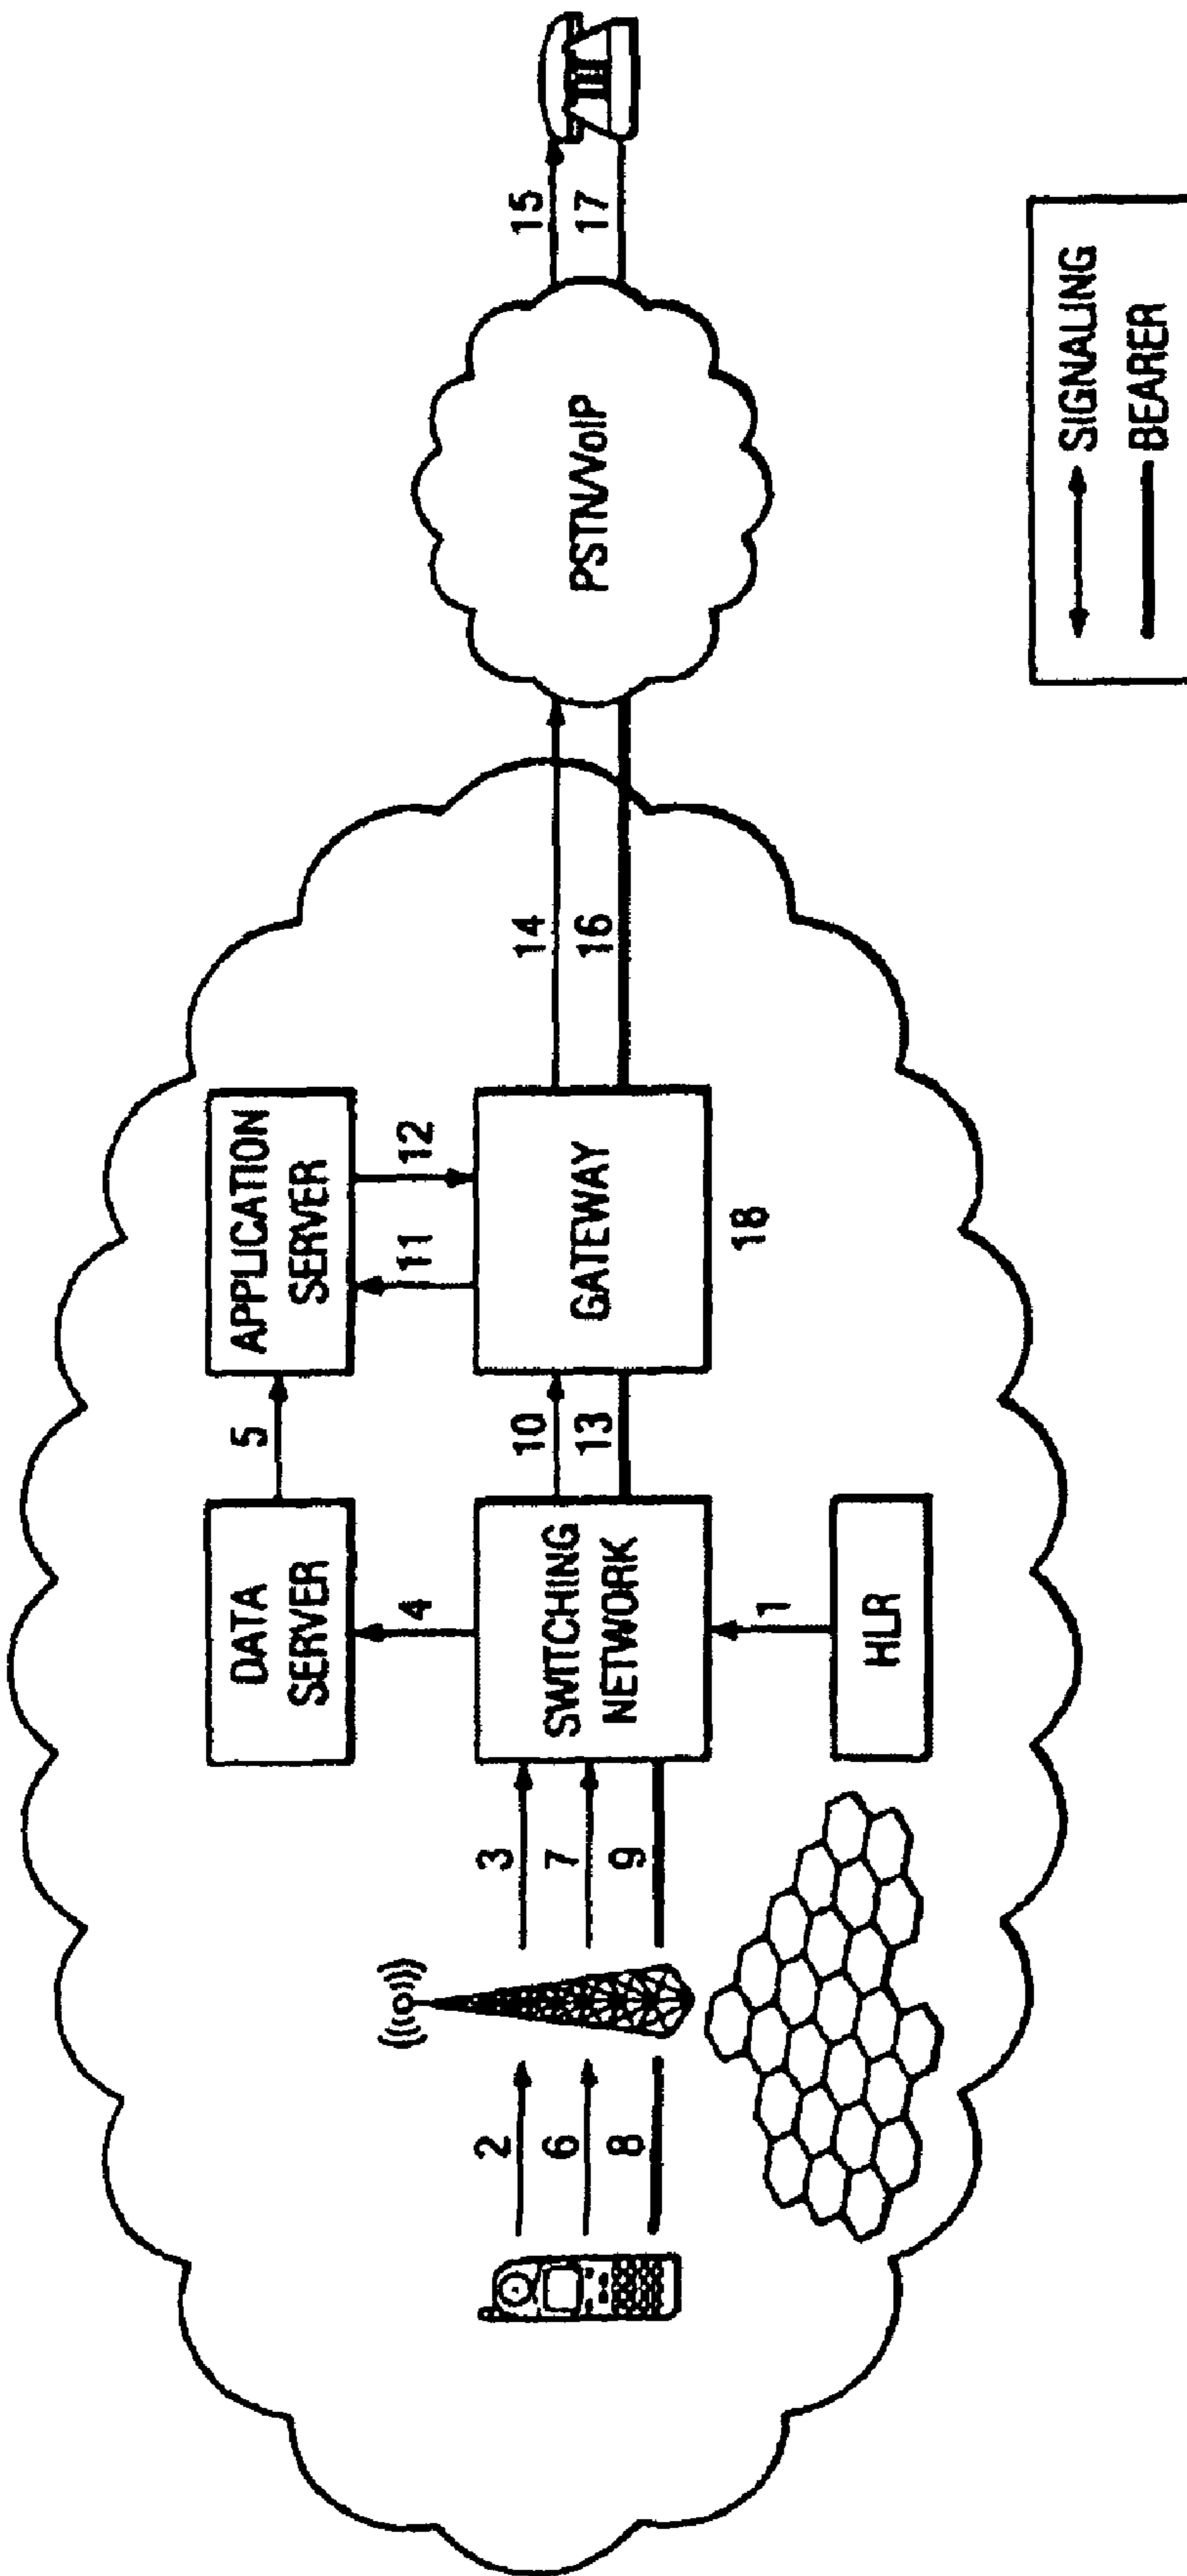 DATA
SERVER
5
APPLICATION
SERVER
4
11
12
2
3
SWITCHING
NETWORK
10
GATEWAY
14
15
6
7
8
9
13
16
17
PSTN/VoIP
1
18
HLR
SIGNALING
BEARER